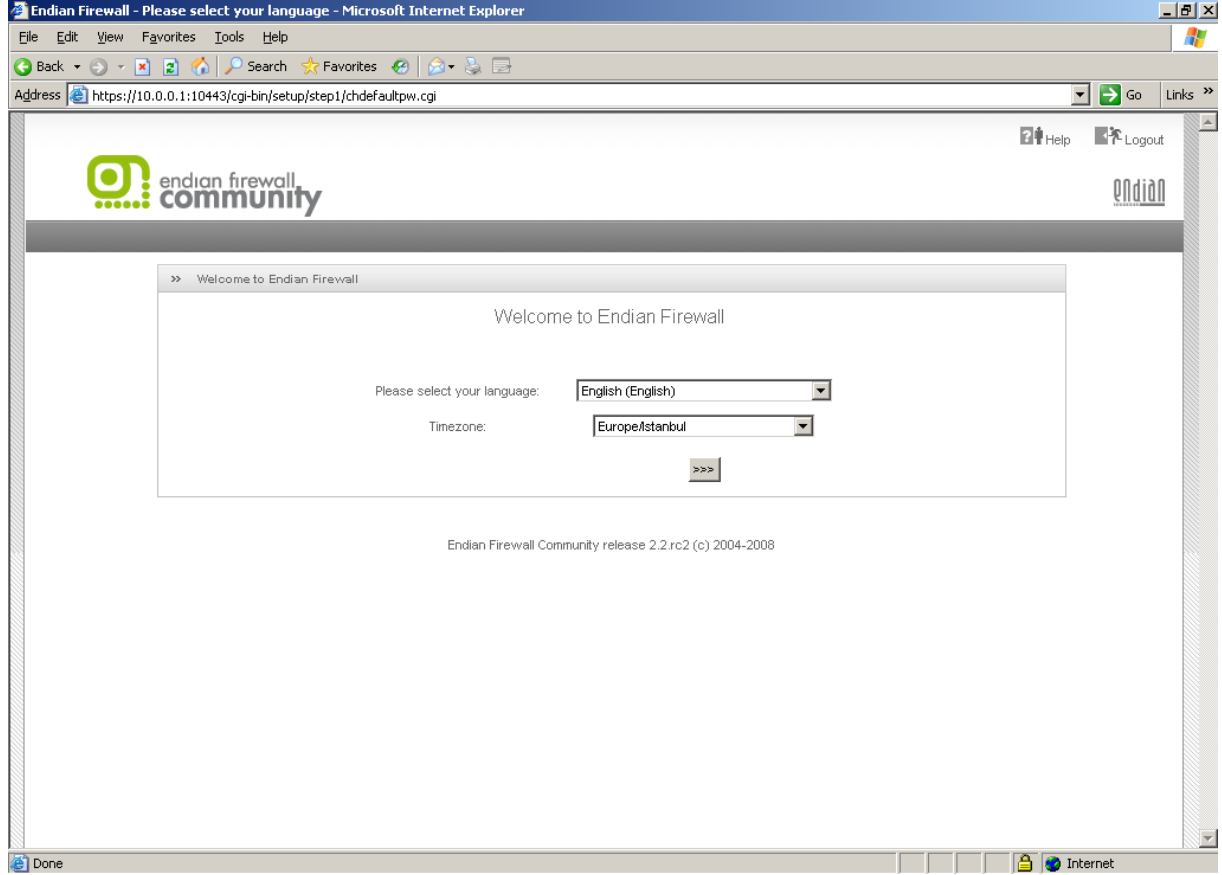 Endian Firewall - Please select your language - Microsoft Internet Explorer
File Edit View Favorites Tools Help
Back Search Favorites
Address https://10.0.0.1:10443/cgi-bin/setup/step1/chdefaultpw.cgi Go Links »
Help Logout
endian firewall
community
endian
>> Welcome to Endian Firewall
Welcome to Endian Firewall
Please select your language: English (English)
Timezone: Europe/Istanbul
>>>
Endian Firewall Community release 2.2.rc2 (c) 2004-2008
Done Internet